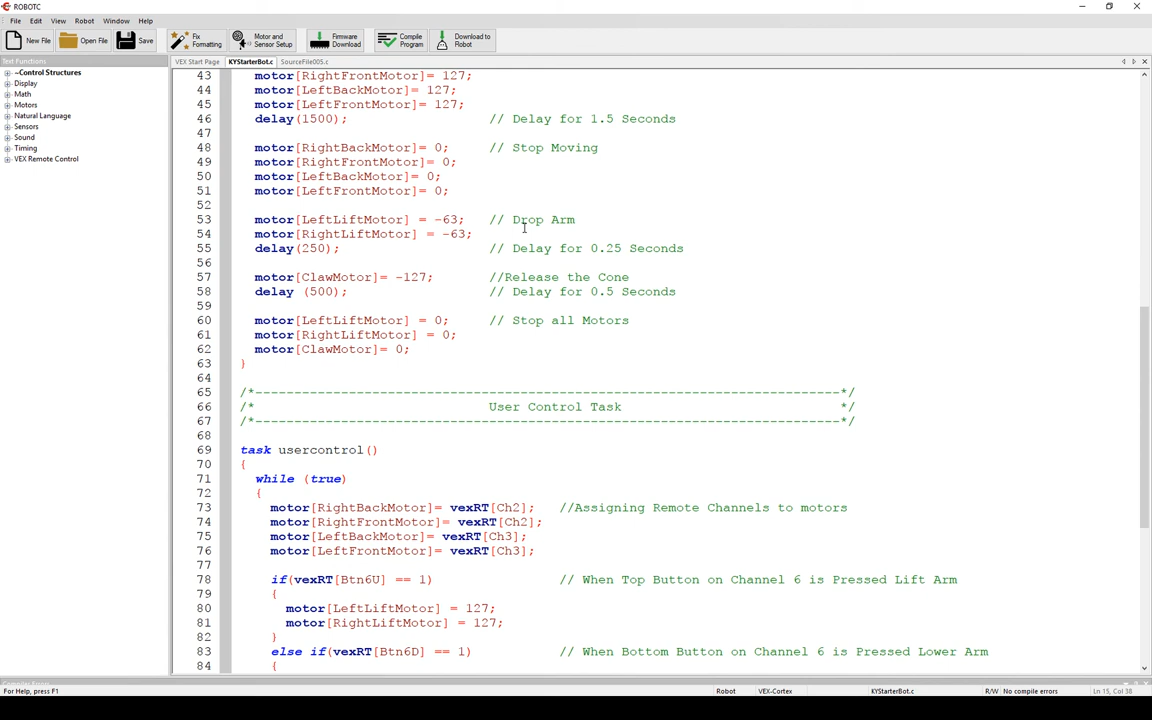 ROBOTC
File Edit View Robot Window Help
New File Open File Save Fix Formatting Motor and Sensor Setup Firmware Download Compile Program Download to Robot
Text Functions
VEX Start Page KYStarterBot.c SourceFile005.c
~Control Structures
Display
Math
Motors
Natural Language
Sensors
Sound
Timing
VEX Remote Control
43 motor[RightFrontMotor]= 127;
44 motor[LeftBackMotor]= 127;
45 motor[LeftFrontMotor]= 127;
46 delay(1500); // Delay for 1.5 Seconds
47
48 motor[RightBackMotor]= 0; // Stop Moving
49 motor[RightFrontMotor]= 0;
50 motor[LeftBackMotor]= 0;
51 motor[LeftFrontMotor]= 0;
52
53 motor[LeftLiftMotor] = -63; // Drop Arm
54 motor[RightLiftMotor] = -63;
55 delay(250); // Delay for 0.25 Seconds
56
57 motor[ClawMotor]= -127; //Release the Cone
58 delay (500); // Delay for 0.5 Seconds
59
60 motor[LeftLiftMotor] = 0; // Stop all Motors
61 motor[RightLiftMotor] = 0;
62 motor[ClawMotor]= 0;
63 }
64
65 /*---------------------------------------------------------------------------*/
66 /* User Control Task */
67 /*---------------------------------------------------------------------------*/
68
69 task usercontrol()
70 {
71 while (true)
72 {
73 motor[RightBackMotor]= vexRT[Ch2]; //Assigning Remote Channels to motors
74 motor[RightFrontMotor]= vexRT[Ch2];
75 motor[LeftBackMotor]= vexRT[Ch3];
76 motor[LeftFrontMotor]= vexRT[Ch3];
77
78 if(vexRT[Btn6U] == 1) // When Top Button on Channel 6 is Pressed Lift Arm
79 {
80 motor[LeftLiftMotor] = 127;
81 motor[RightLiftMotor] = 127;
82 }
83 else if(vexRT[Btn6D] == 1) // When Bottom Button on Channel 6 is Pressed Lower Arm
84 {
Compiler Errors
For Help, press F1 Robot VEX-Cortex KYStarterBot.c R/W No compile errors Ln 15, Col 38